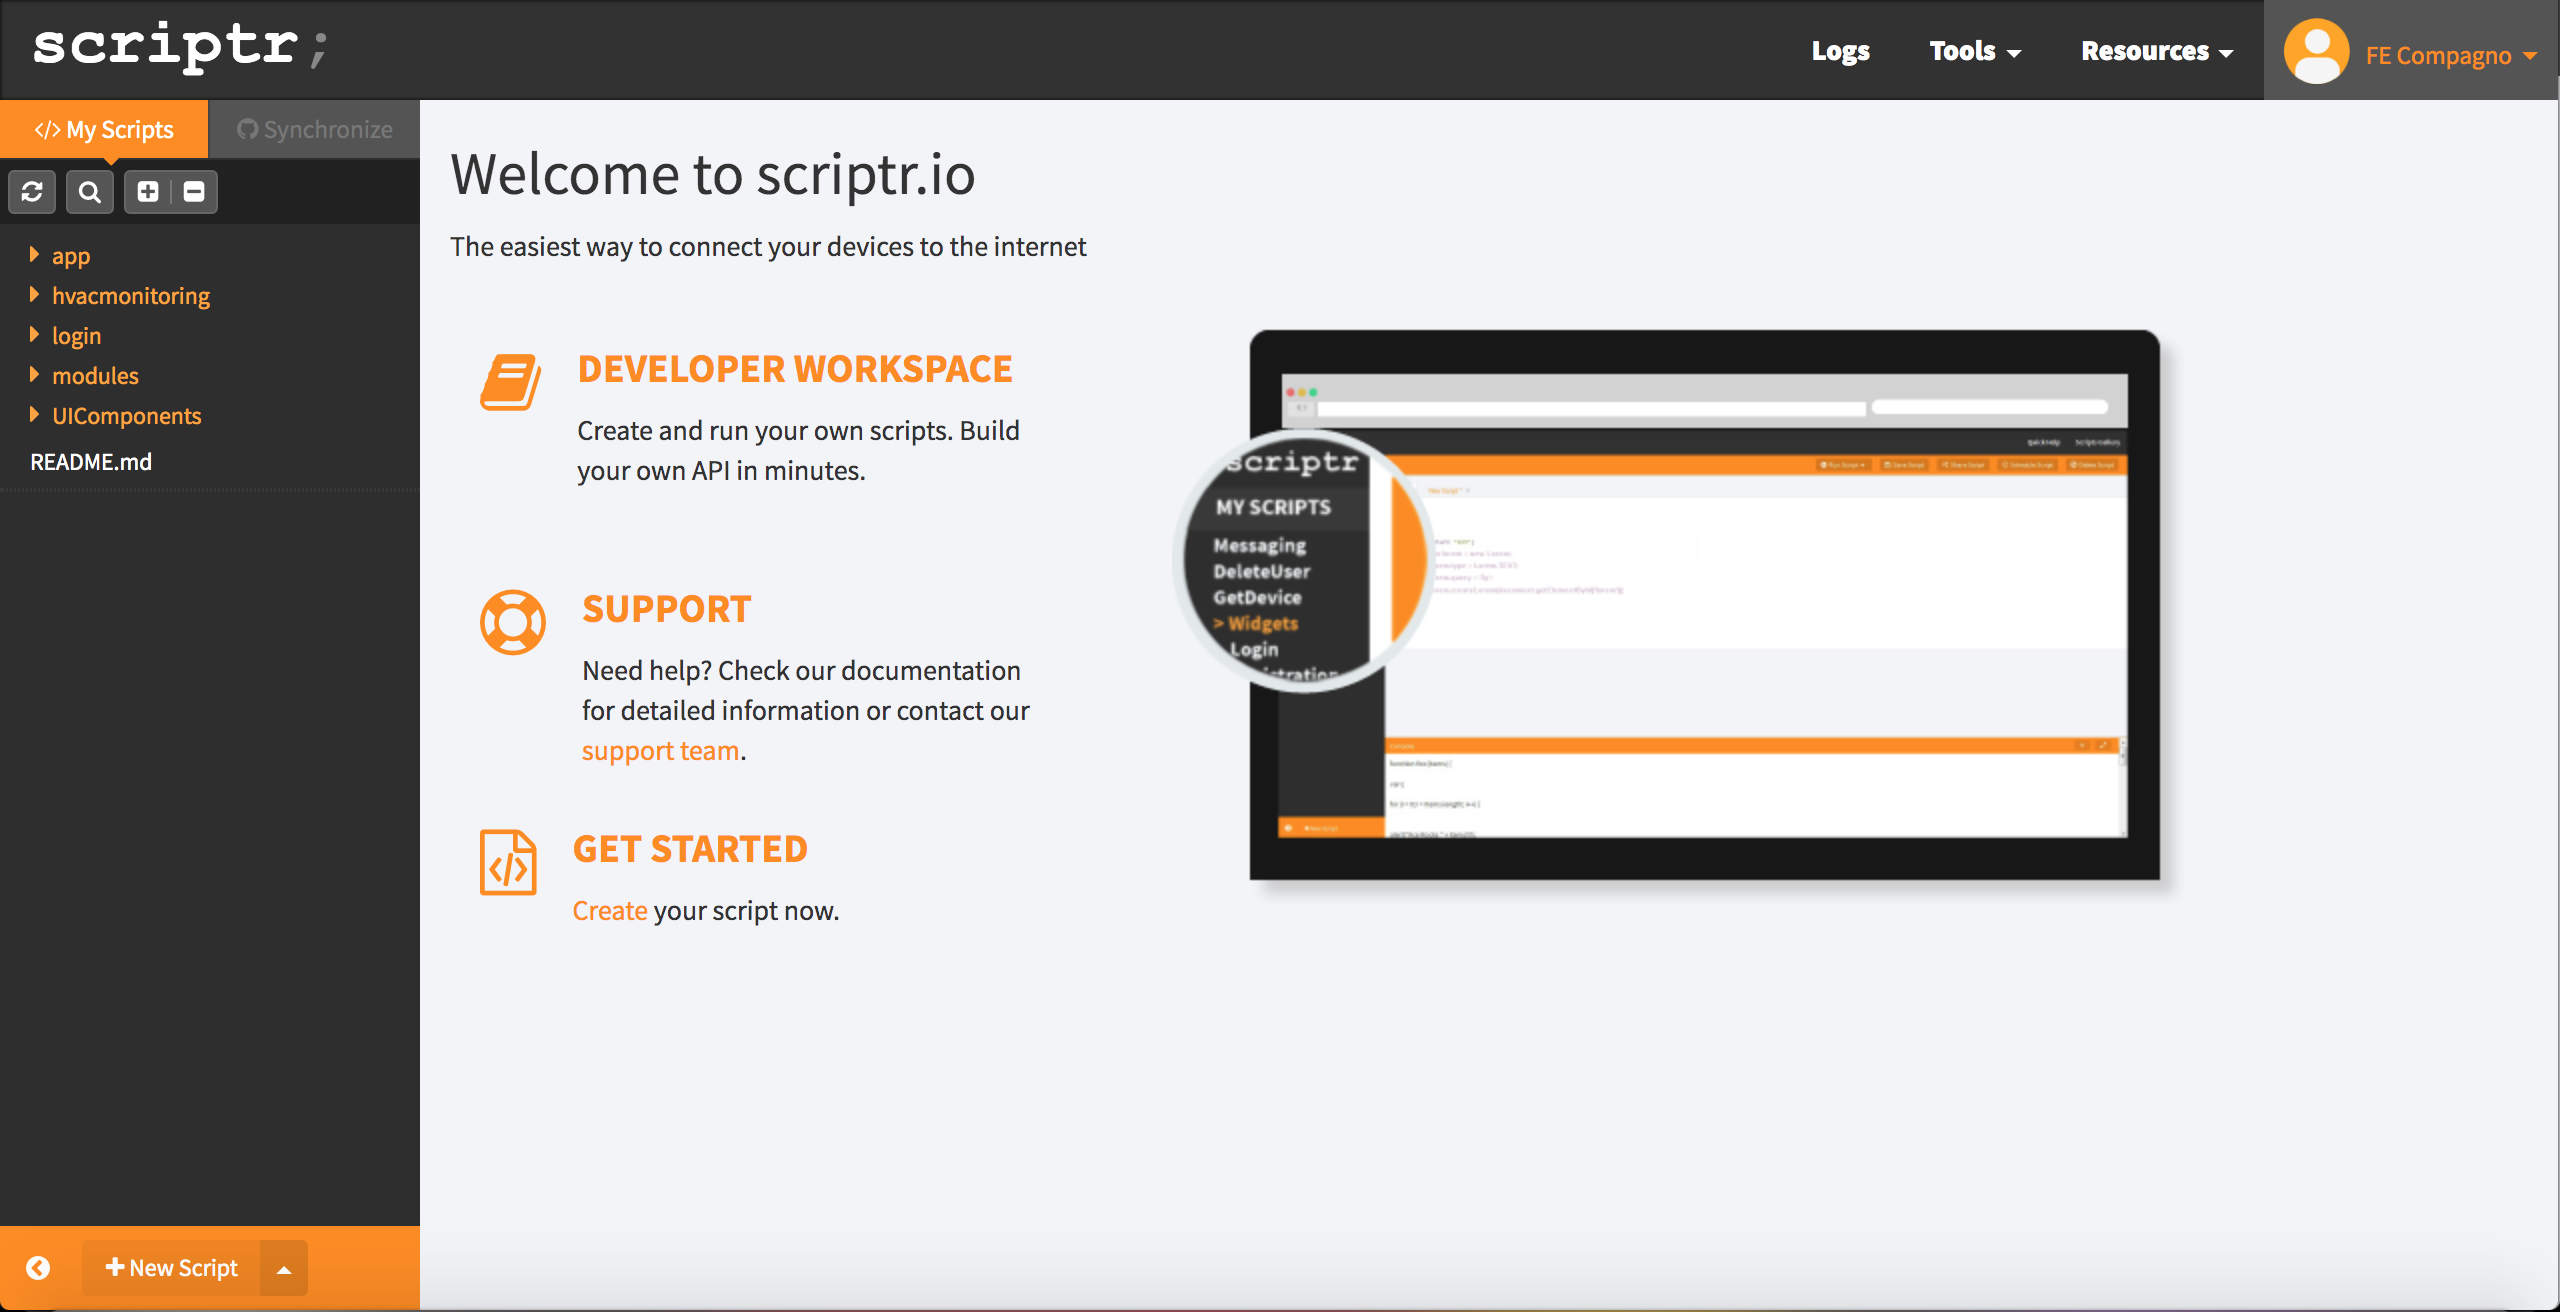 scriptr;
Logs Tools Resources FE Compagno
</> My Scripts Synchronize
app
hvacmonitoring
login
modules
UIComponents
README.md
Welcome to scriptr.io
The easiest way to connect your devices to the internet
DEVELOPER WORKSPACE
Create and run your own scripts. Build
your own API in minutes.
SUPPORT
Need help? Check our documentation
for detailed information or contact our
support team.
GET STARTED
Create your script now.
scriptr
MY SCRIPTS
Messaging
DeleteUser
GetDevice
> Widgets
Login
New Script